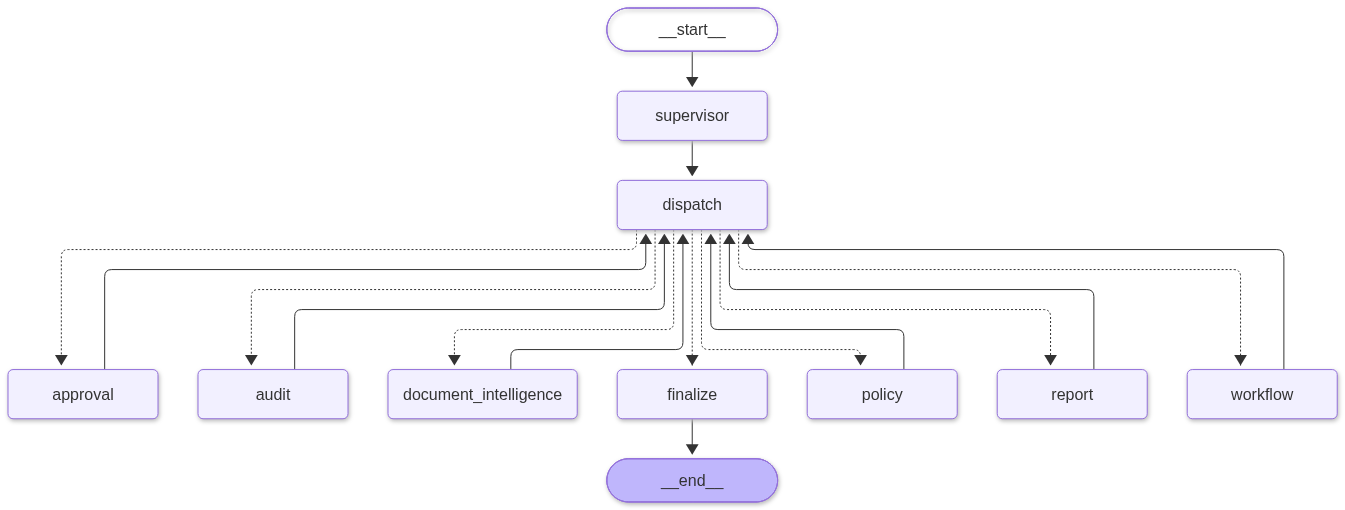 __start__
supervisor
dispatch
approval
audit
document_intelligence
finalize
policy
report
workflow
__end__